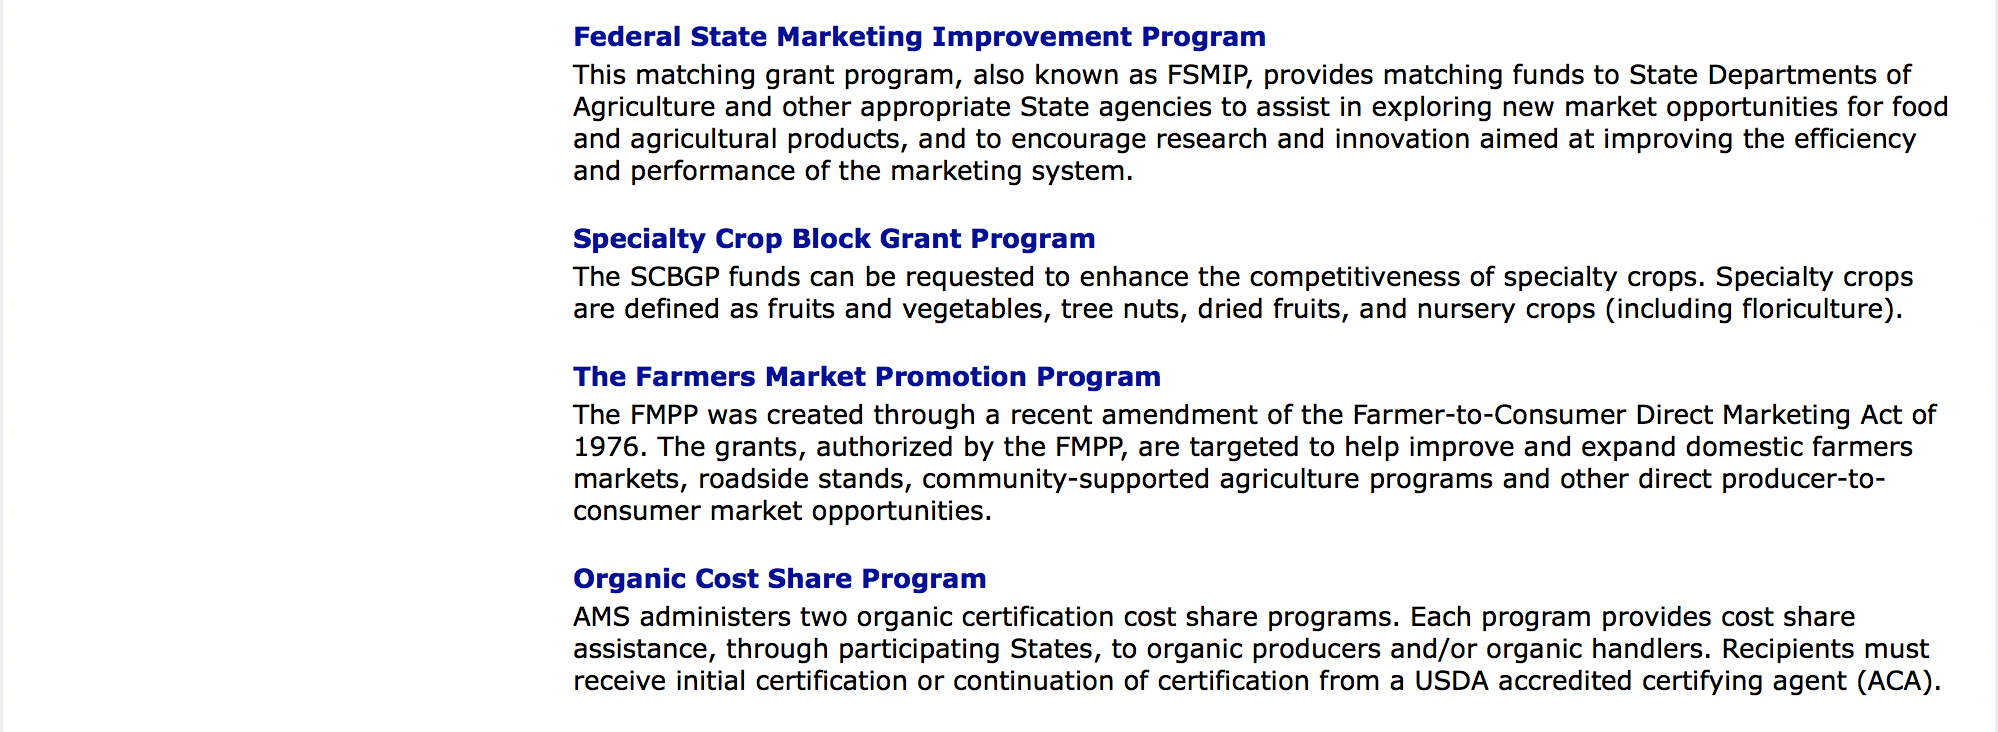 Federal State Marketing Improvement Program
This matching grant program, also known as FSMIP, provides matching funds to State Departments of
Agriculture and other appropriate State agencies to assist in exploring new market opportunities for food
and agricultural products, and to encourage research and innovation aimed at improving the efficiency
and performance of the marketing system.
Specialty Crop Block Grant Program
The SCBGP funds can be requested to enhance the competitiveness of specialty crops. Specialty crops
are defined as fruits and vegetables, tree nuts, dried fruits, and nursery crops (including floriculture).
The Farmers Market Promotion Program
The FMPP was created through a recent amendment of the Farmer-to-Consumer Direct Marketing Act of
1976. The grants, authorized by the FMPP, are targeted to help improve and expand domestic farmers
markets, roadside stands, community-supported agriculture programs and other direct producer-to-
consumer market opportunities.
Organic Cost Share Program
AMS administers two organic certification cost share programs. Each program provides cost share
assistance, through participating States, to organic producers and/or organic handlers. Recipients must
receive initial certification or continuation of certification from a USDA accredited certifying agent (ACA).